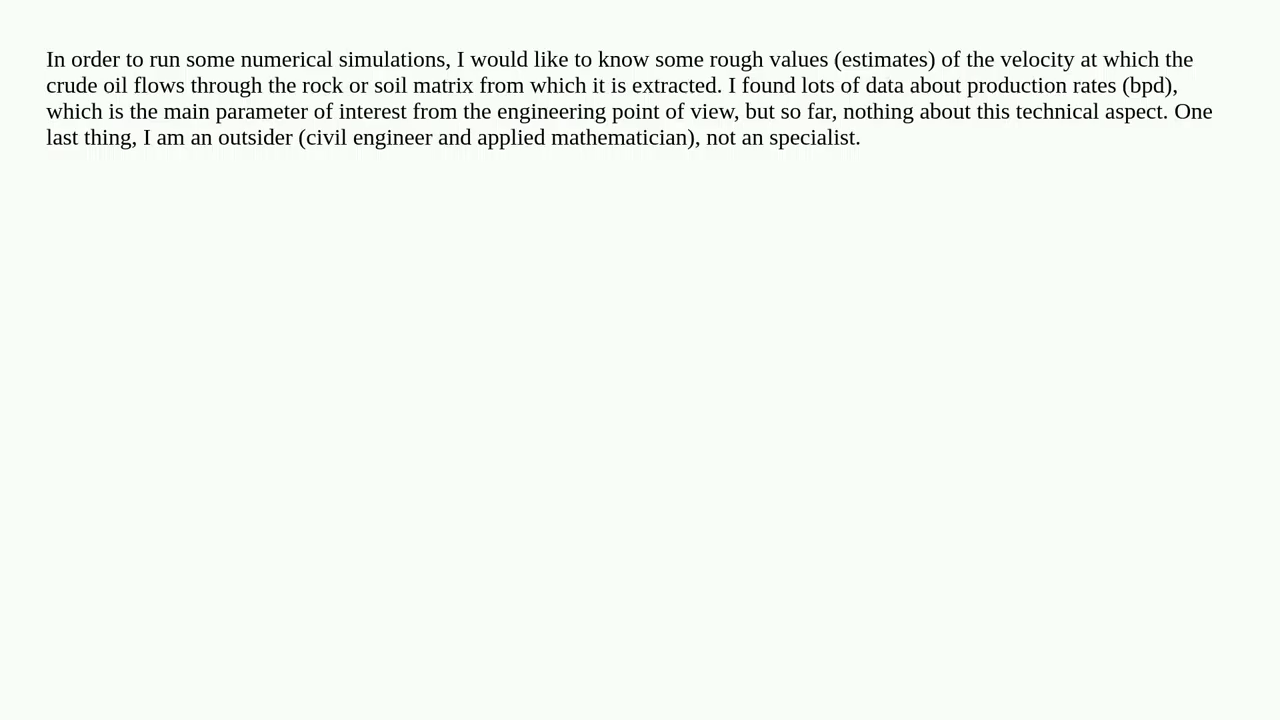 In order to run some numerical simulations, I would like to know some rough values (estimates) of the velocity at which the
crude oil flows through the rock or soil matrix from which it is extracted. I found lots of data about production rates (bpd),
which is the main parameter of interest from the engineering point of view, but so far, nothing about this technical aspect. One
last thing, I am an outsider (civil engineer and applied mathematician), not an specialist.